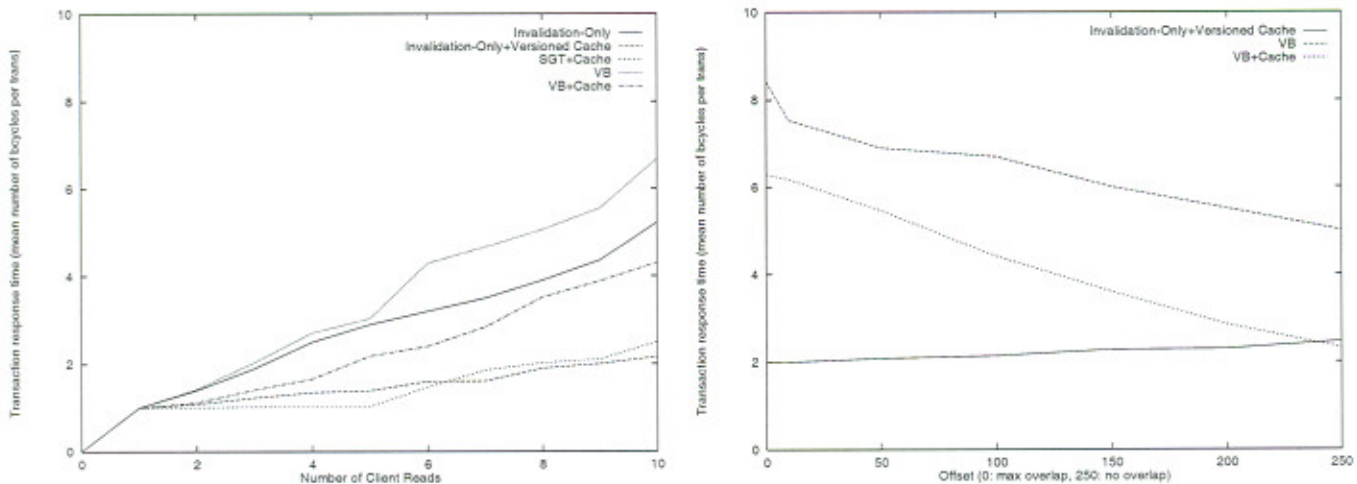 Transaction response time (mean number of bcycles per trans)
10
8
6
4
2
0
Invalidation-Only
Invalidation-Only+Versioned Cache
SGT+Cache
VB
VB+Cache
0 2 4 6 8 10
Number of Client Reads
Transaction response time (mean number of bcycles per trans)
10
8
6
4
2
0
Invalidation-Only+Versioned Cache
VB
VB+Cache
0 50 100 150 200 250
Offset (0: max overlap, 250: no overlap)